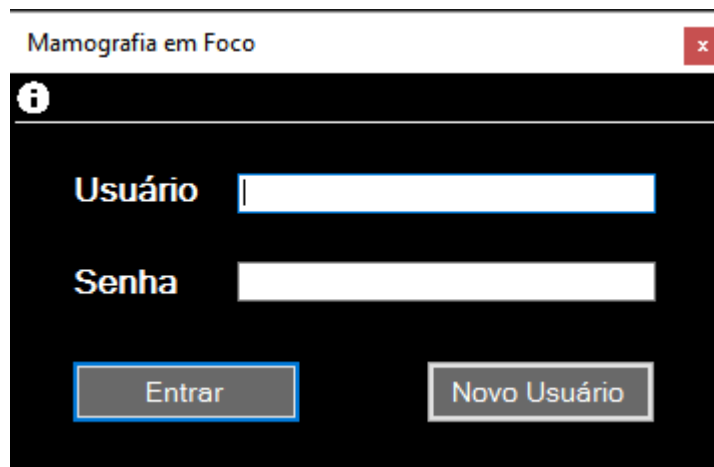 Mamografia em Foco
x
Usuário
Senha
Entrar
Novo Usuário